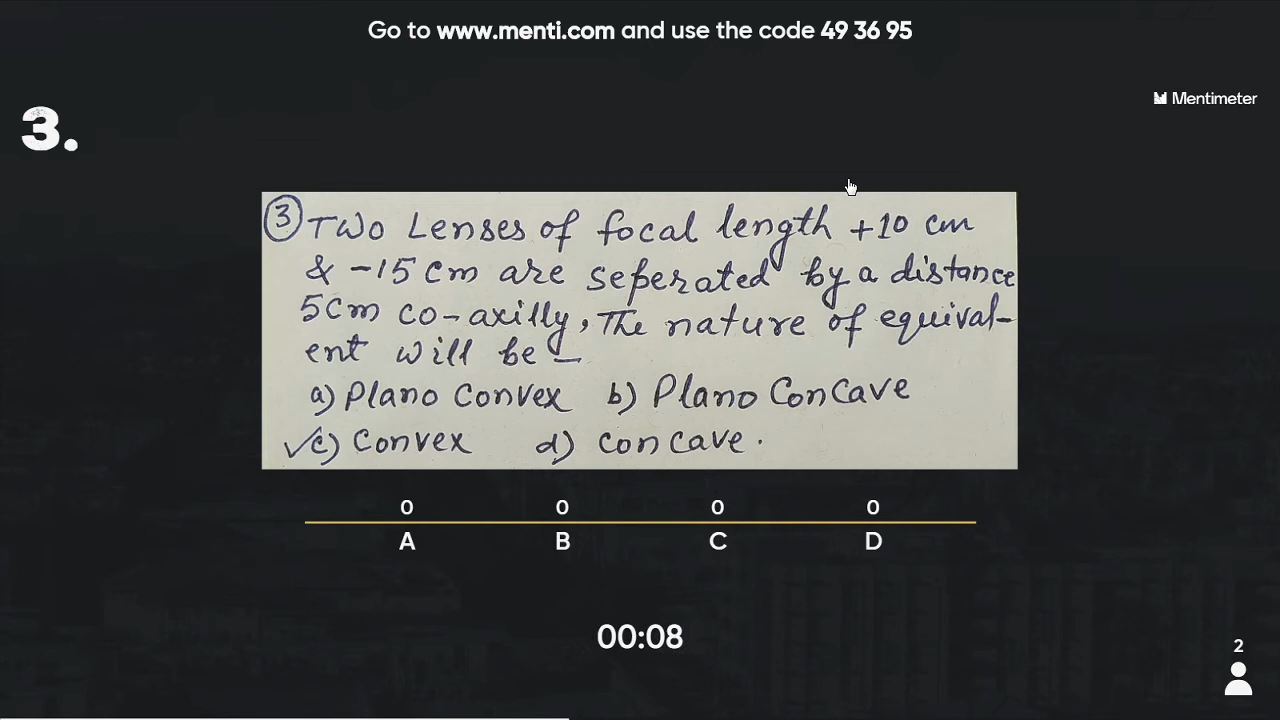 Go to www.menti.com and use the code 49 36 95
Mentimeter
3.
③ Two Lenses of focal length +10 cm
& -15 cm are seperated by a distance
5cm co-axilly, The nature of equival-
ent will be –
a) Plano Convex b) Plano ConCave
✓c) Convex d) concave.
0 0 0 0
A B C D
00:08
2